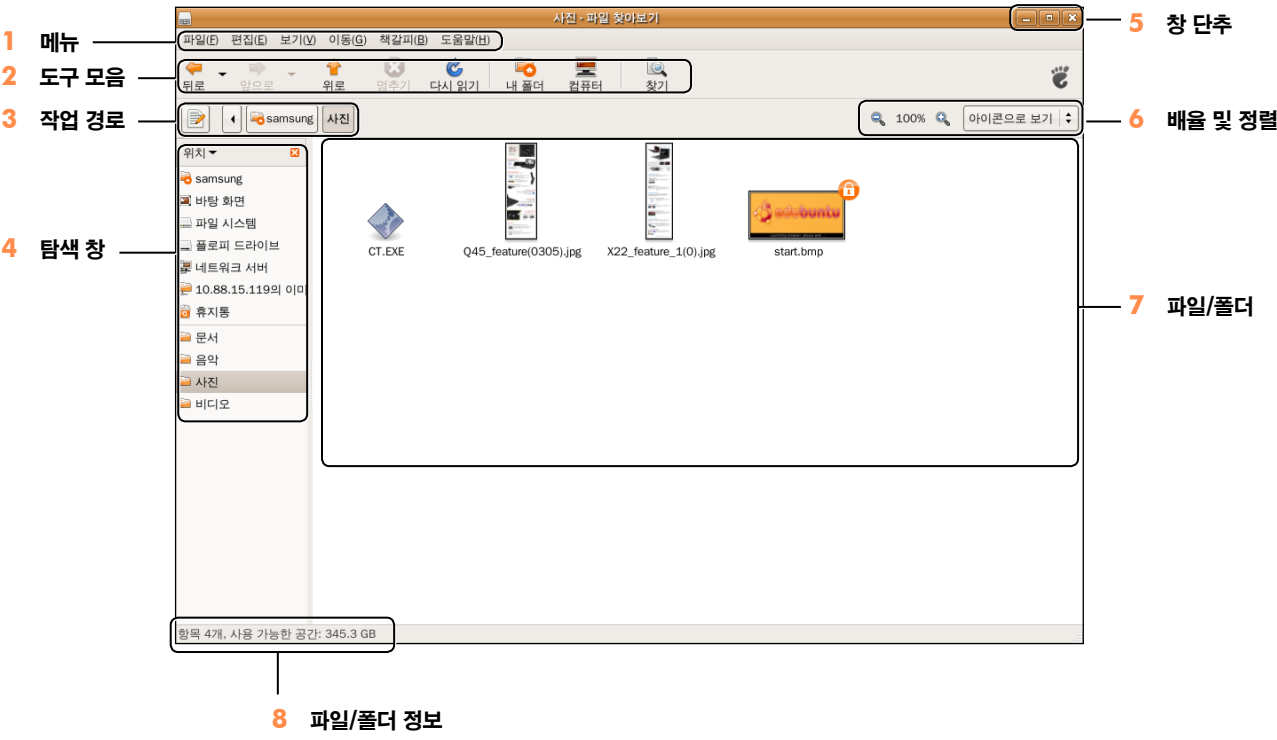 사진 - 파일 찾아보기
5 창 단추
1 메뉴
파일(F) 편집(E) 보기(V) 이동(G) 책갈피(B) 도움말(H)
2 도구 모음
뒤로 앞으로 위로 멈추기 다시 읽기 내 폴더 컴퓨터 찾기
3 작업 경로
samsung 사진
100% 아이콘으로 보기
6 배율 및 정렬
4 탐색 창
위치
samsung
바탕 화면
파일 시스템
플로피 드라이브
네트워크 서버
10.88.15.119의 이미
휴지통
문서
음악
사진
비디오
edubuntu
CT.EXE
Q45_feature(0305).jpg
X22_feature_1(0).jpg
start.bmp
7 파일/폴더
항목 4개, 사용 가능한 공간: 345.3 GB
8 파일/폴더 정보